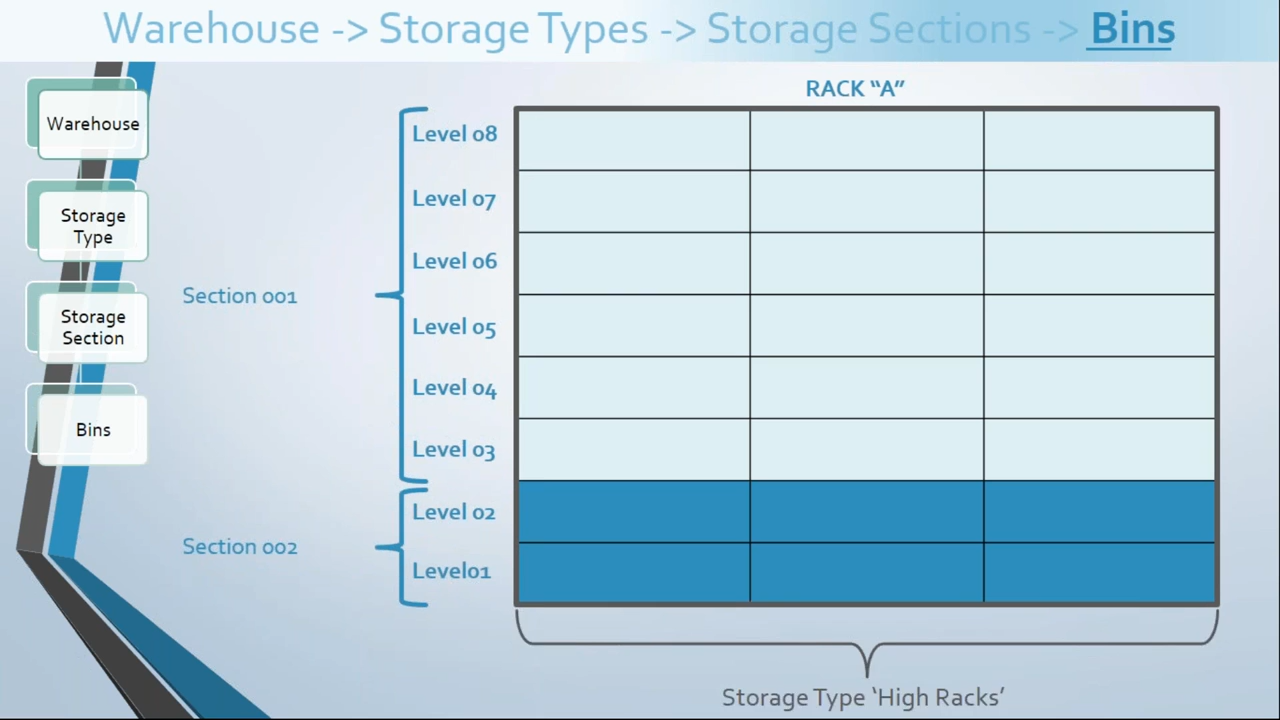 Warehouse -> Storage Types -> Storage Sections -> Bins
Warehouse
Storage
Type
Storage
Section
Bins
RACK “A”
Level 08
Level 07
Level 06
Level 05
Level 04
Level 03
Level 02
Level01
Section 001
Section 002
Storage Type ‘High Racks’